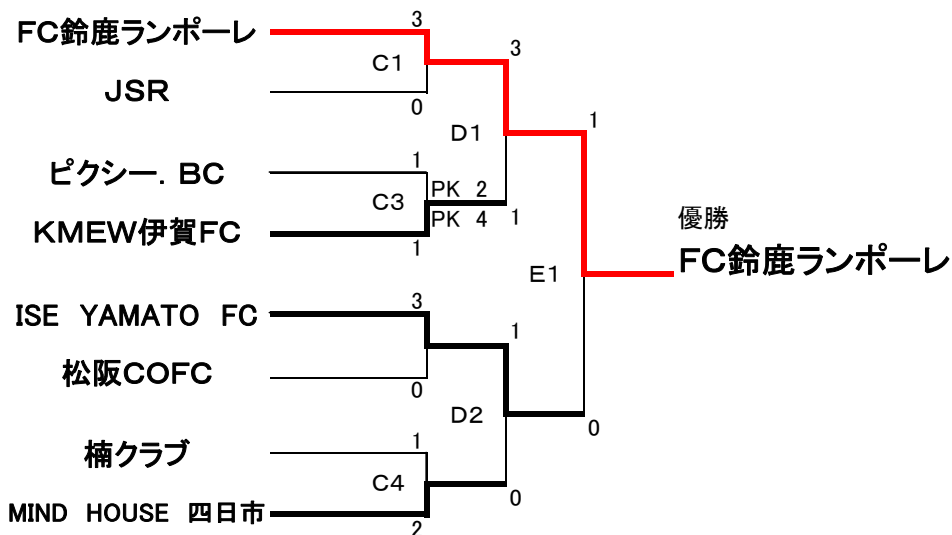 3
FC鈴鹿ランポーレ
3
C1
JSR
0
1
D1
1
ピクシー. BC
PK 2
C3
PK 4
1
KMEW伊賀FC
1
優勝
FC鈴鹿ランポーレ
E1
3
ISE YAMATO FC
1
松阪COFC
0
D2
0
1
楠クラブ
C4
0
MIND HOUSE 四日市
2